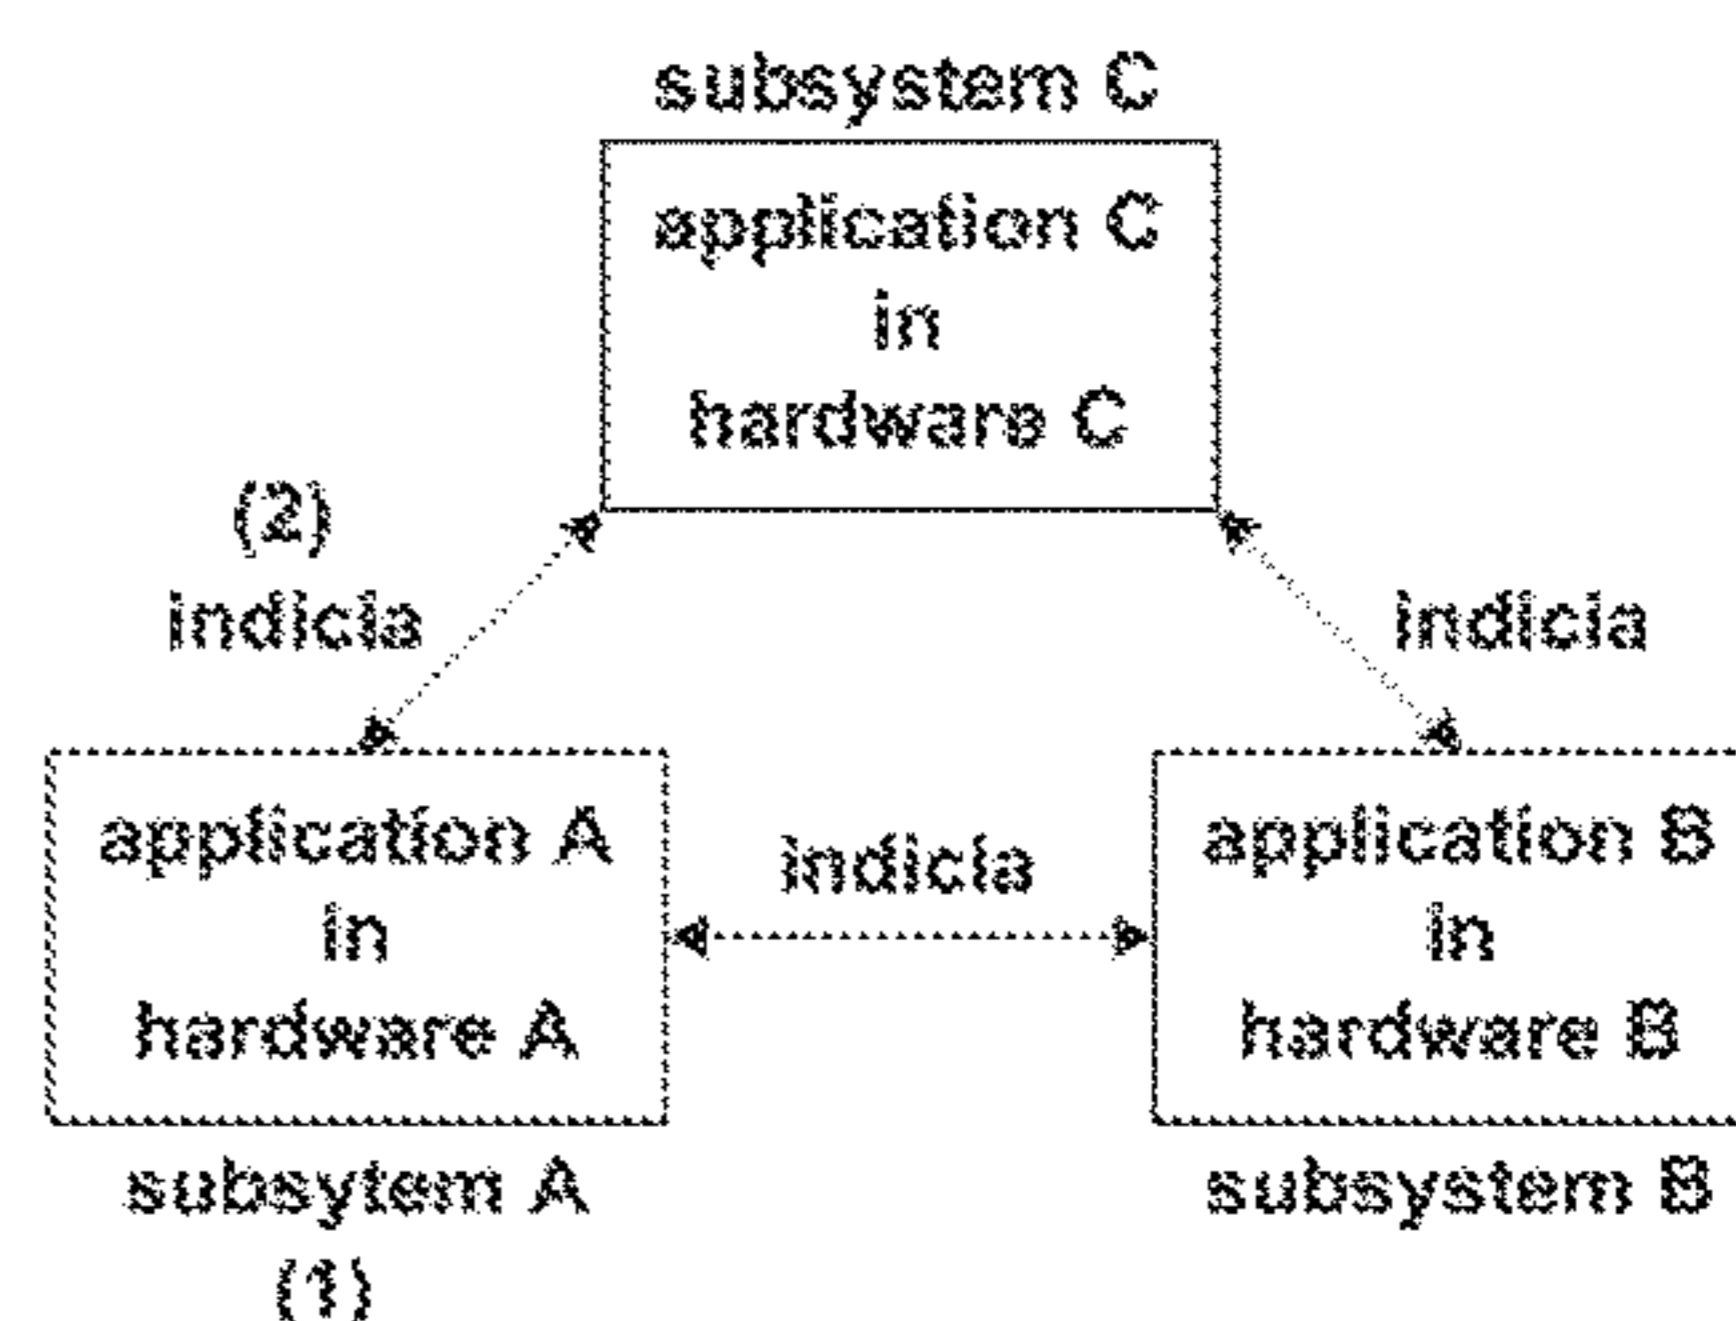 subsystem C
application C
in
hardware C
(2)
indicia
indicia
application A
in
hardware A
indicia
application B
in
hardware B
subsytem A
(1)
subsystem B